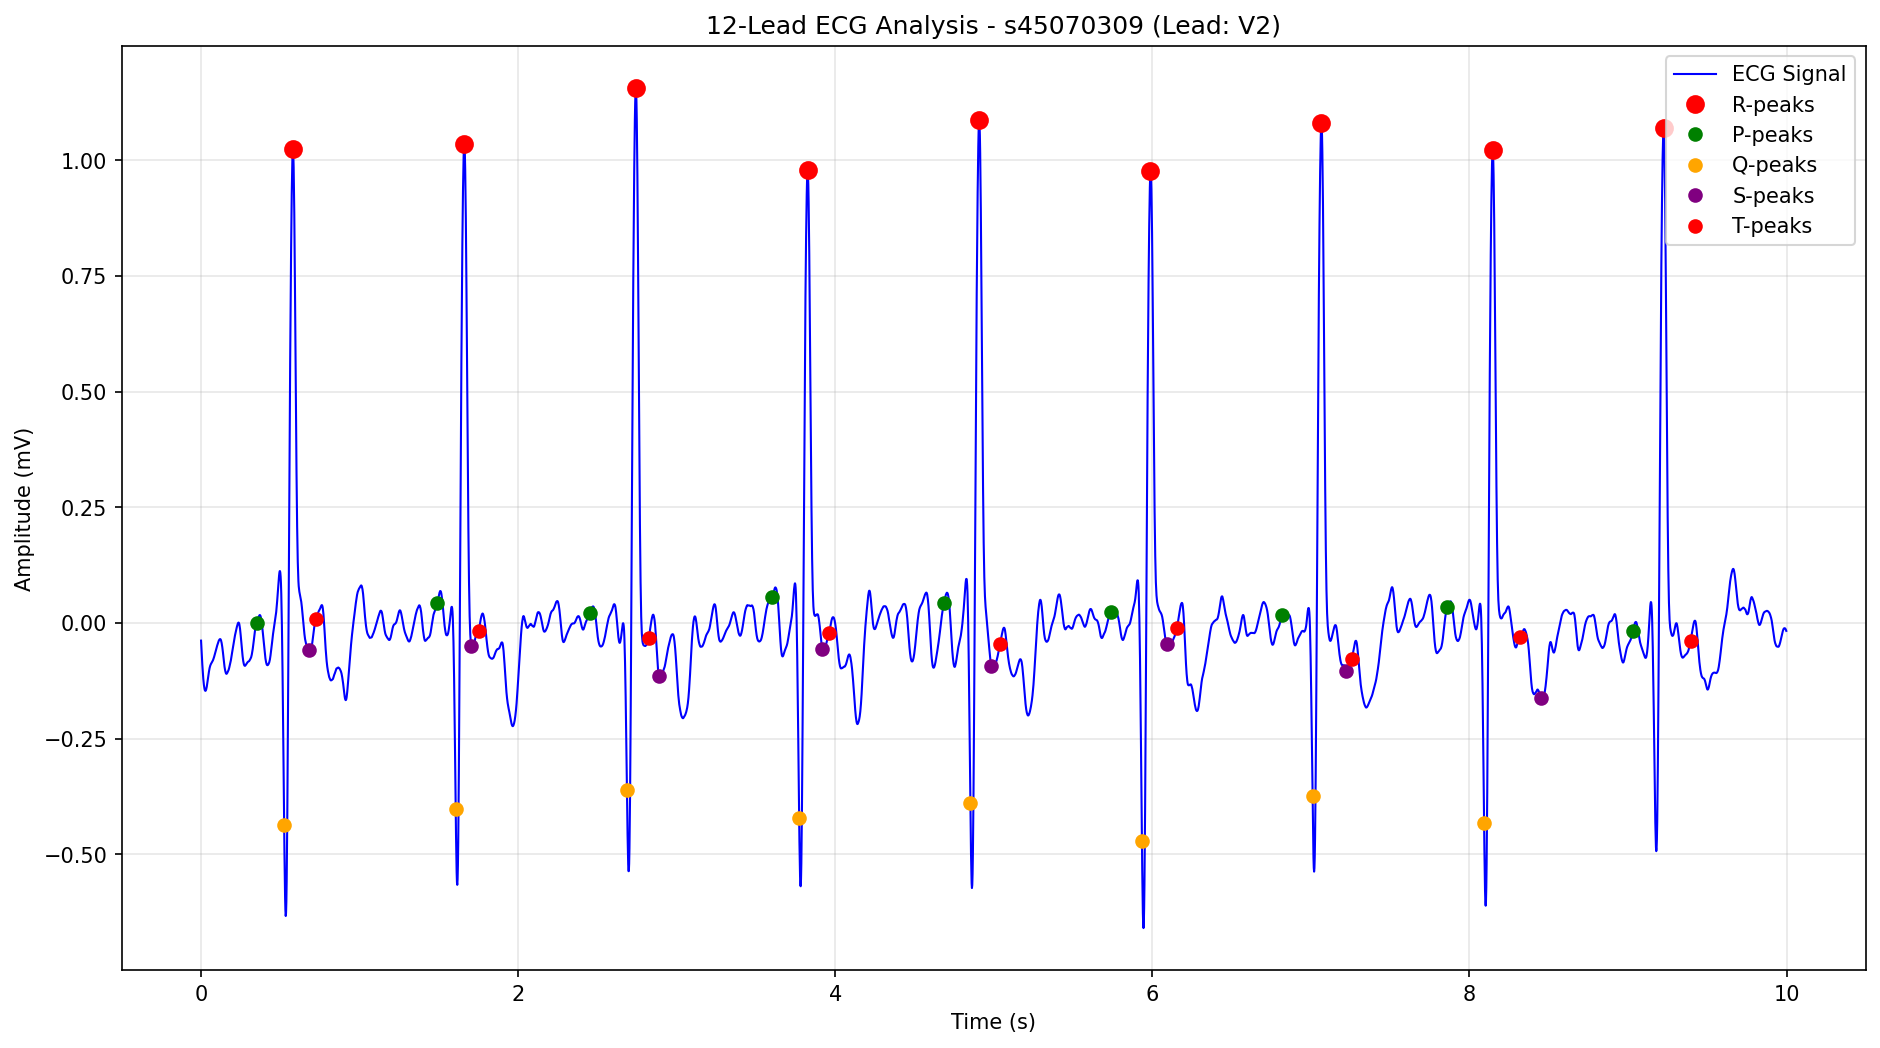 12-Lead ECG Analysis - s45070309 (Lead: V2)
ECG Signal
R-peaks
P-peaks
Q-peaks
S-peaks
T-peaks
1.00
0.75
0.50
0.25
0.00
−0.25
−0.50
Amplitude (mV)
0 2 4 6 8 10
Time (s)